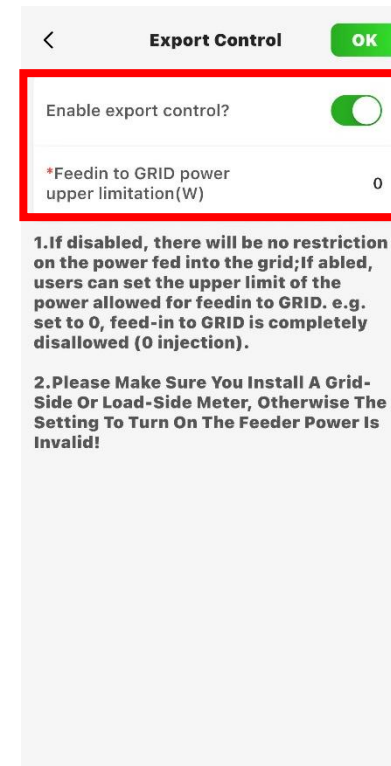 Export Control
OK
Enable export control?
*Feedin to GRID power
upper limitation(W)
0
1.If disabled, there will be no restriction
on the power fed into the grid;If abled,
users can set the upper limit of the
power allowed for feedin to GRID. e.g.
set to 0, feed-in to GRID is completely
disallowed (0 injection).
2.Please Make Sure You Install A Grid-
Side Or Load-Side Meter, Otherwise The
Setting To Turn On The Feeder Power Is
Invalid!